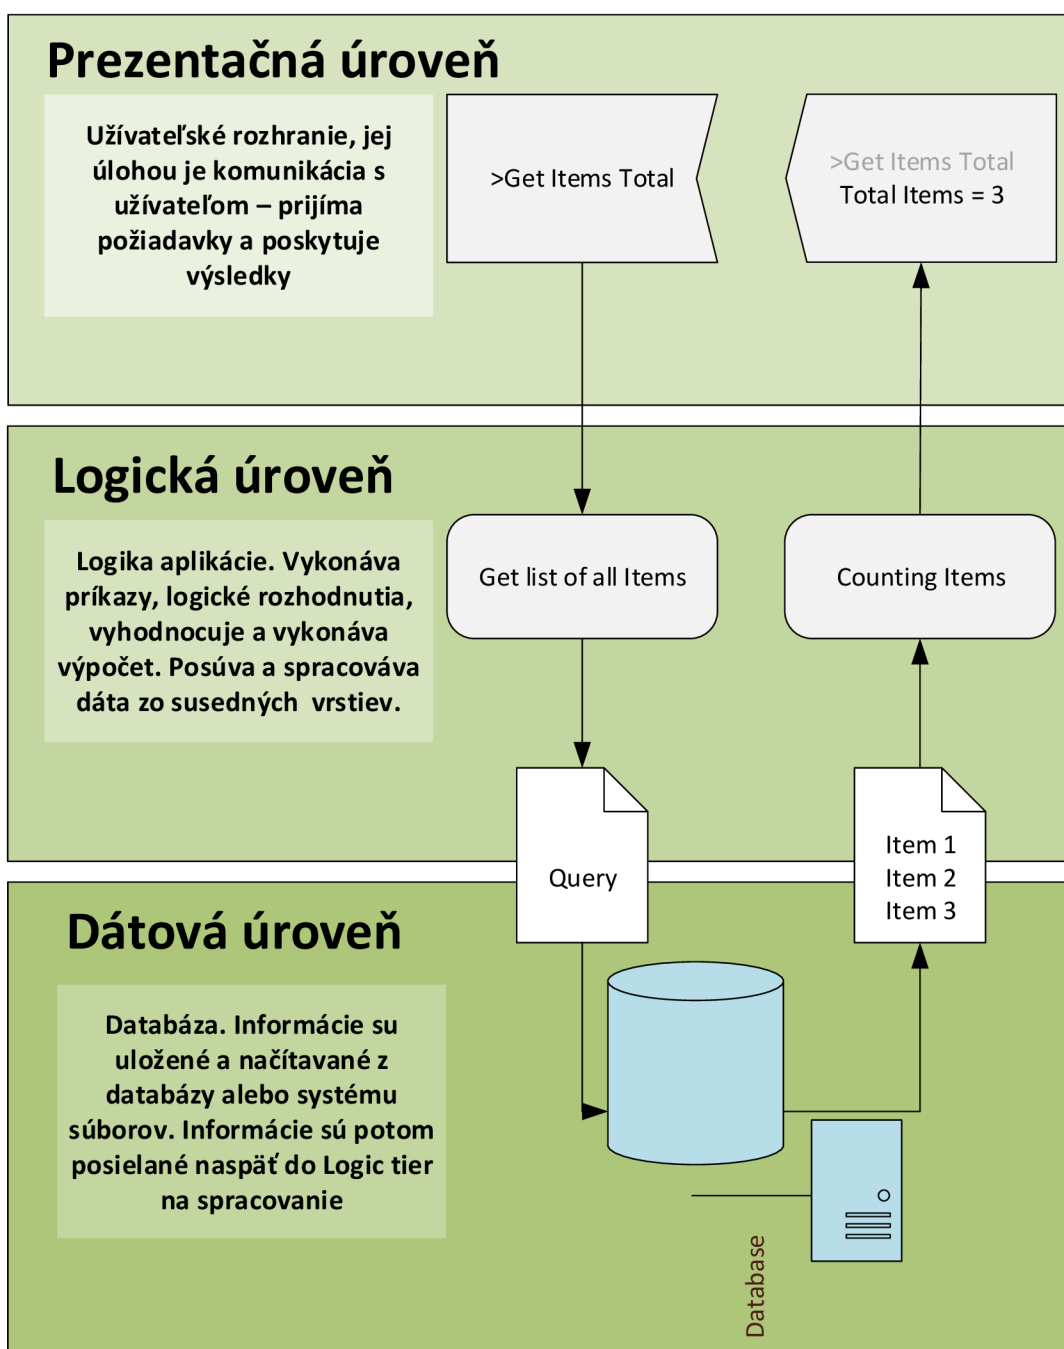 Prezentačná úroveň
Užívateľské rozhranie, jej
úlohou je komunikácia s
užívateľom – prijíma
požiadavky a poskytuje
výsledky
>Get Items Total
>Get Items Total
Total Items = 3
Logická úroveň
Logika aplikácie. Vykonáva
príkazy, logické rozhodnutia,
vyhodnocuje a vykonáva
výpočet. Posúva a spracováva
dáta zo susedných  vrstiev.
Get list of all Items
Counting Items
Query
Item 1
Item 2
Item 3
Dátová úroveň
Databáza. Informácie su
uložené a načítavané z
databázy alebo systému
súborov. Informácie sú potom
posielané naspäť do Logic tier
na spracovanie
Database